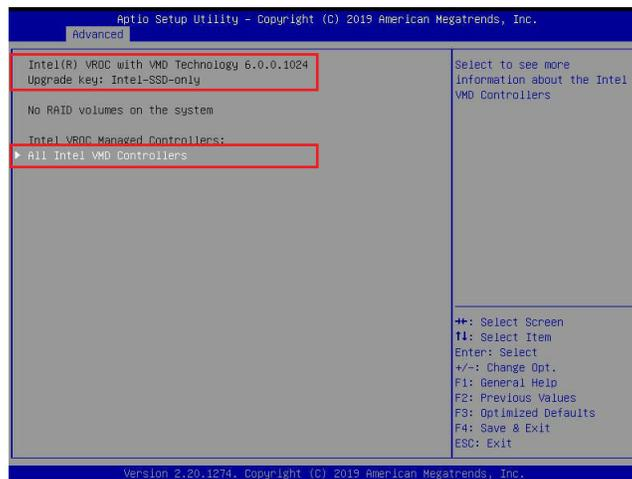 Aptio Setup Utility – Copyright (C) 2019 American Megatrends, Inc.
Advanced
Intel(R) VROC with VMD Technology 6.0.0.1024
Upgrade key: Intel-SSD-only
No RAID volumes on the system
Intel VROC Managed Controllers:
▶ All Intel VMD Controllers
Select to see more
information about the Intel
VMD Controllers
→←: Select Screen
↑↓: Select Item
Enter: Select
+/-: Change Opt.
F1: General Help
F2: Previous Values
F3: Optimized Defaults
F4: Save & Exit
ESC: Exit
Version 2.20.1274. Copyright (C) 2019 American Megatrends, Inc.